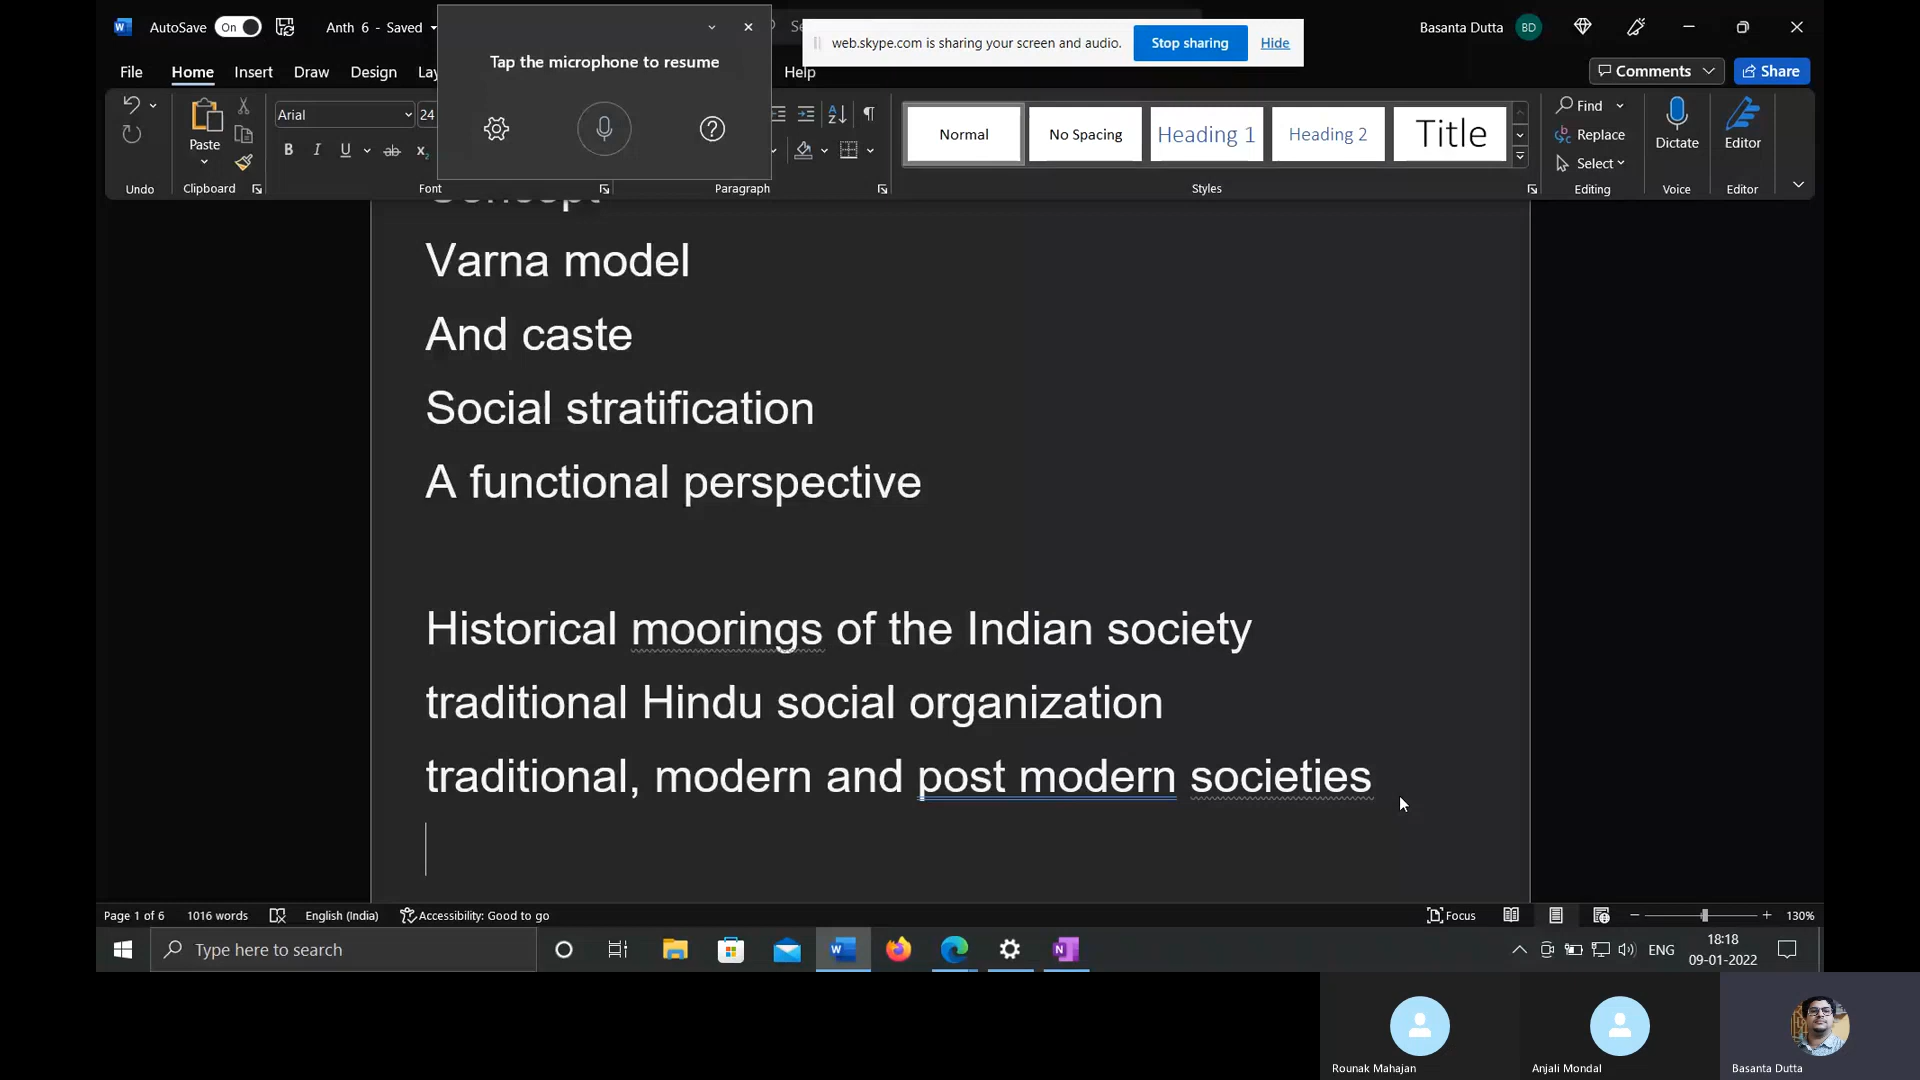 AutoSave On Anth 6 - Saved
Tap the microphone to resume
web.skype.com is sharing your screen and audio. Stop sharing Hide
Basanta Dutta BD
File Home Insert Draw Design Lay Help
Comments Share
Arial 24
Paste
B I U ab x2
Normal No Spacing Heading 1 Heading 2 Title
Find
Replace
Select
Dictate
Editor
Undo Clipboard Font Paragraph Styles Editing Voice Editor
Concept
Varna model
And caste
Social stratification
A functional perspective
Historical moorings of the Indian society
traditional Hindu social organization
traditional, modern and post modern societies
Page 1 of 6 1016 words English (India) Accessibility: Good to go Focus 130%
Type here to search
ENG 18:18
09-01-2022
Rounak Mahajan Anjali Mondal Basanta Dutta